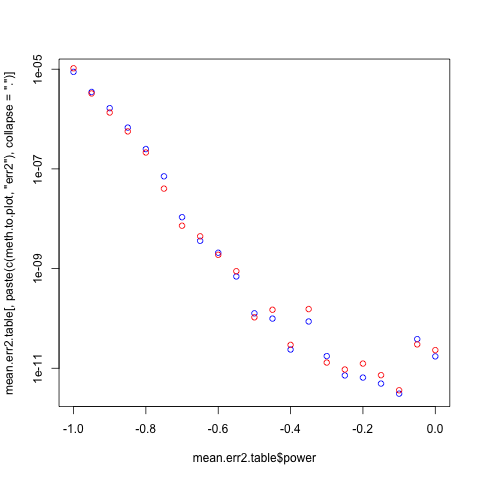 mean.err2.table[, paste(c(meth.to.plot, "err2"), collapse = ".")]
1e-05
1e-07
1e-09
1e-11
-1.0 -0.8 -0.6 -0.4 -0.2 0.0
mean.err2.table$power